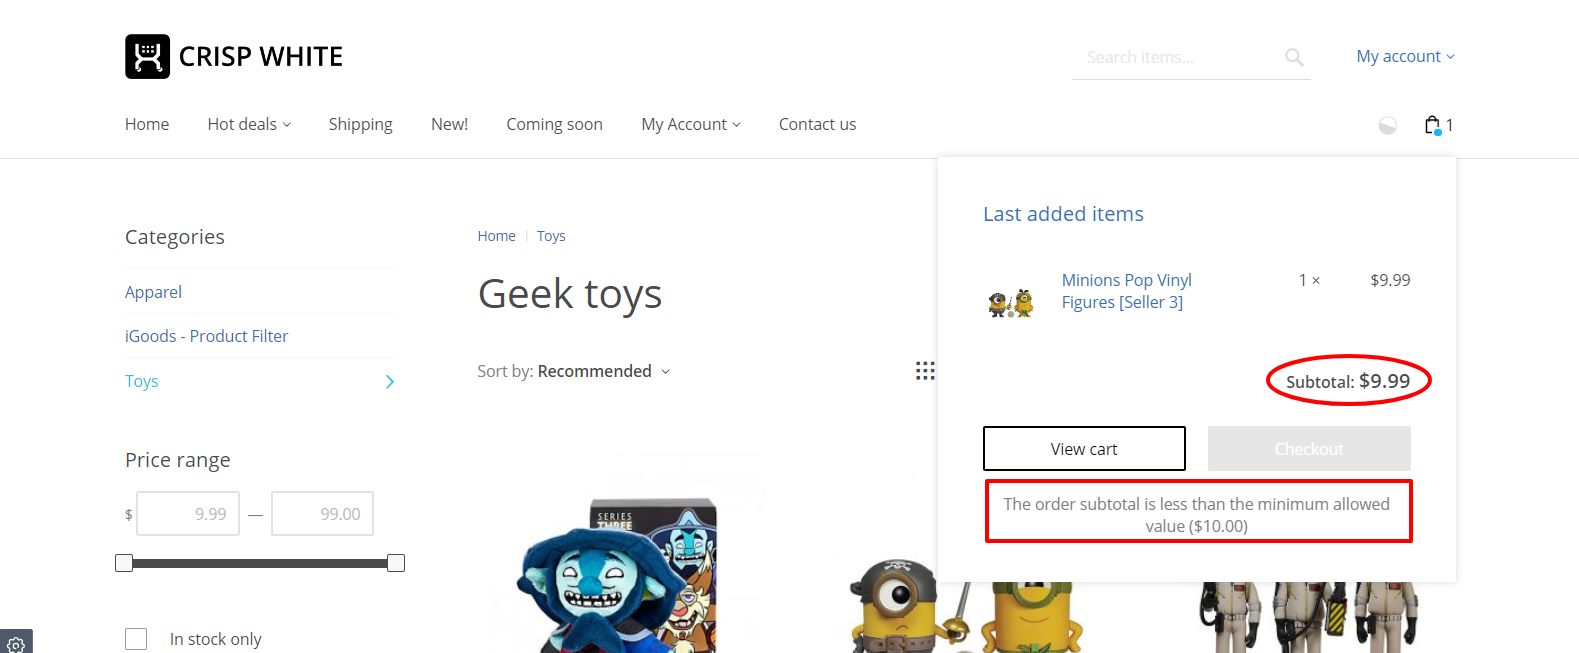 CRISP WHITE
Search items...
My account
Home
Hot deals
Shipping
New!
Coming soon
My Account
Contact us
1
Categories
Apparel
iGoods - Product Filter
Toys
Price range
$ 9.99 — 99.00
In stock only
Home
Toys
Geek toys
Sort by: Recommended
SERIES
THREE
Last added items
Minions Pop Vinyl
Figures [Seller 3]
1 ×
$9.99
Subtotal: $9.99
View cart
Checkout
The order subtotal is less than the minimum allowed
value ($10.00)